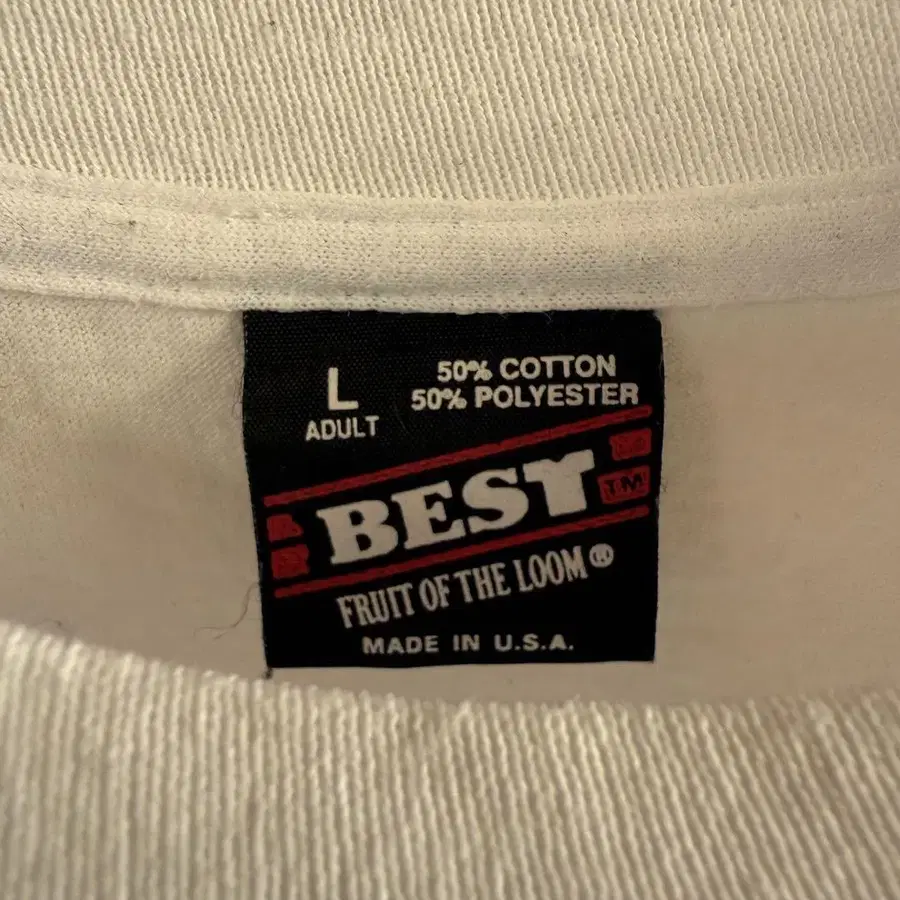 L
ADULT
50% COTTON
50% POLYESTER
BEST
TM
FRUIT OF THE LOOM®
MADE IN U.S.A.